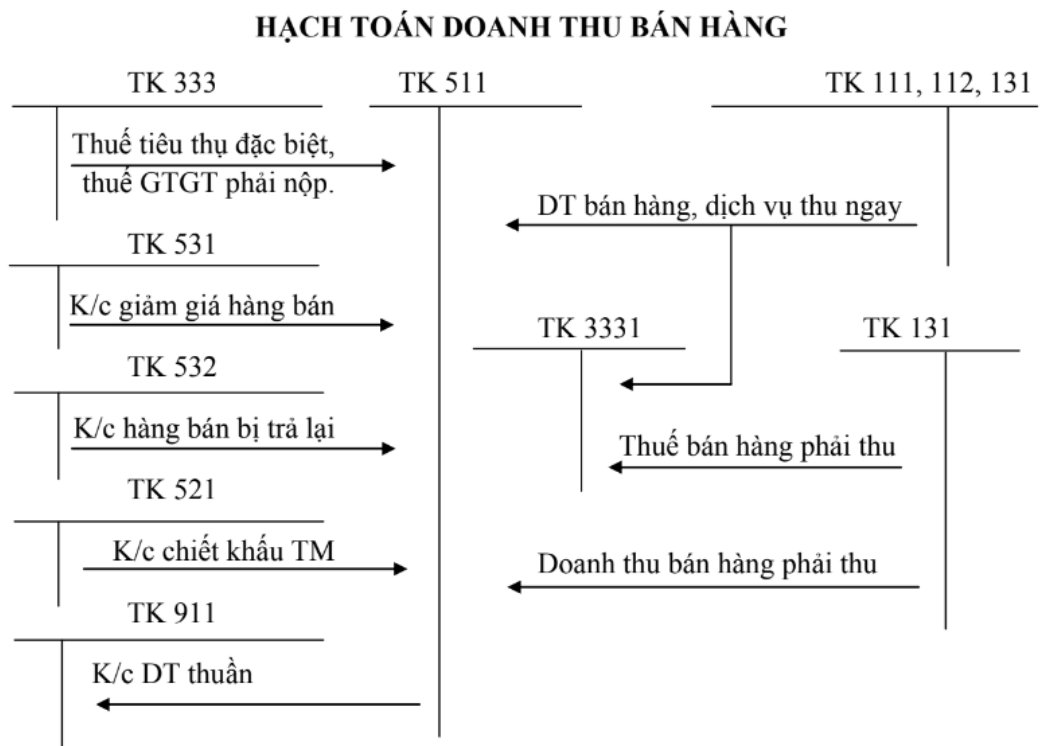 HẠCH TOÁN DOANH THU BÁN HÀNG
TK 333
TK 511
TK 111, 112, 131
Thuế tiêu thụ đặc biệt,
thuế GTGT phải nộp.
DT bán hàng, dịch vụ thu ngay
TK 531
K/c giảm giá hàng bán
TK 3331
TK 131
TK 532
K/c hàng bán bị trả lại
Thuế bán hàng phải thu
TK 521
K/c chiết khấu TM
Doanh thu bán hàng phải thu
TK 911
K/c DT thuần